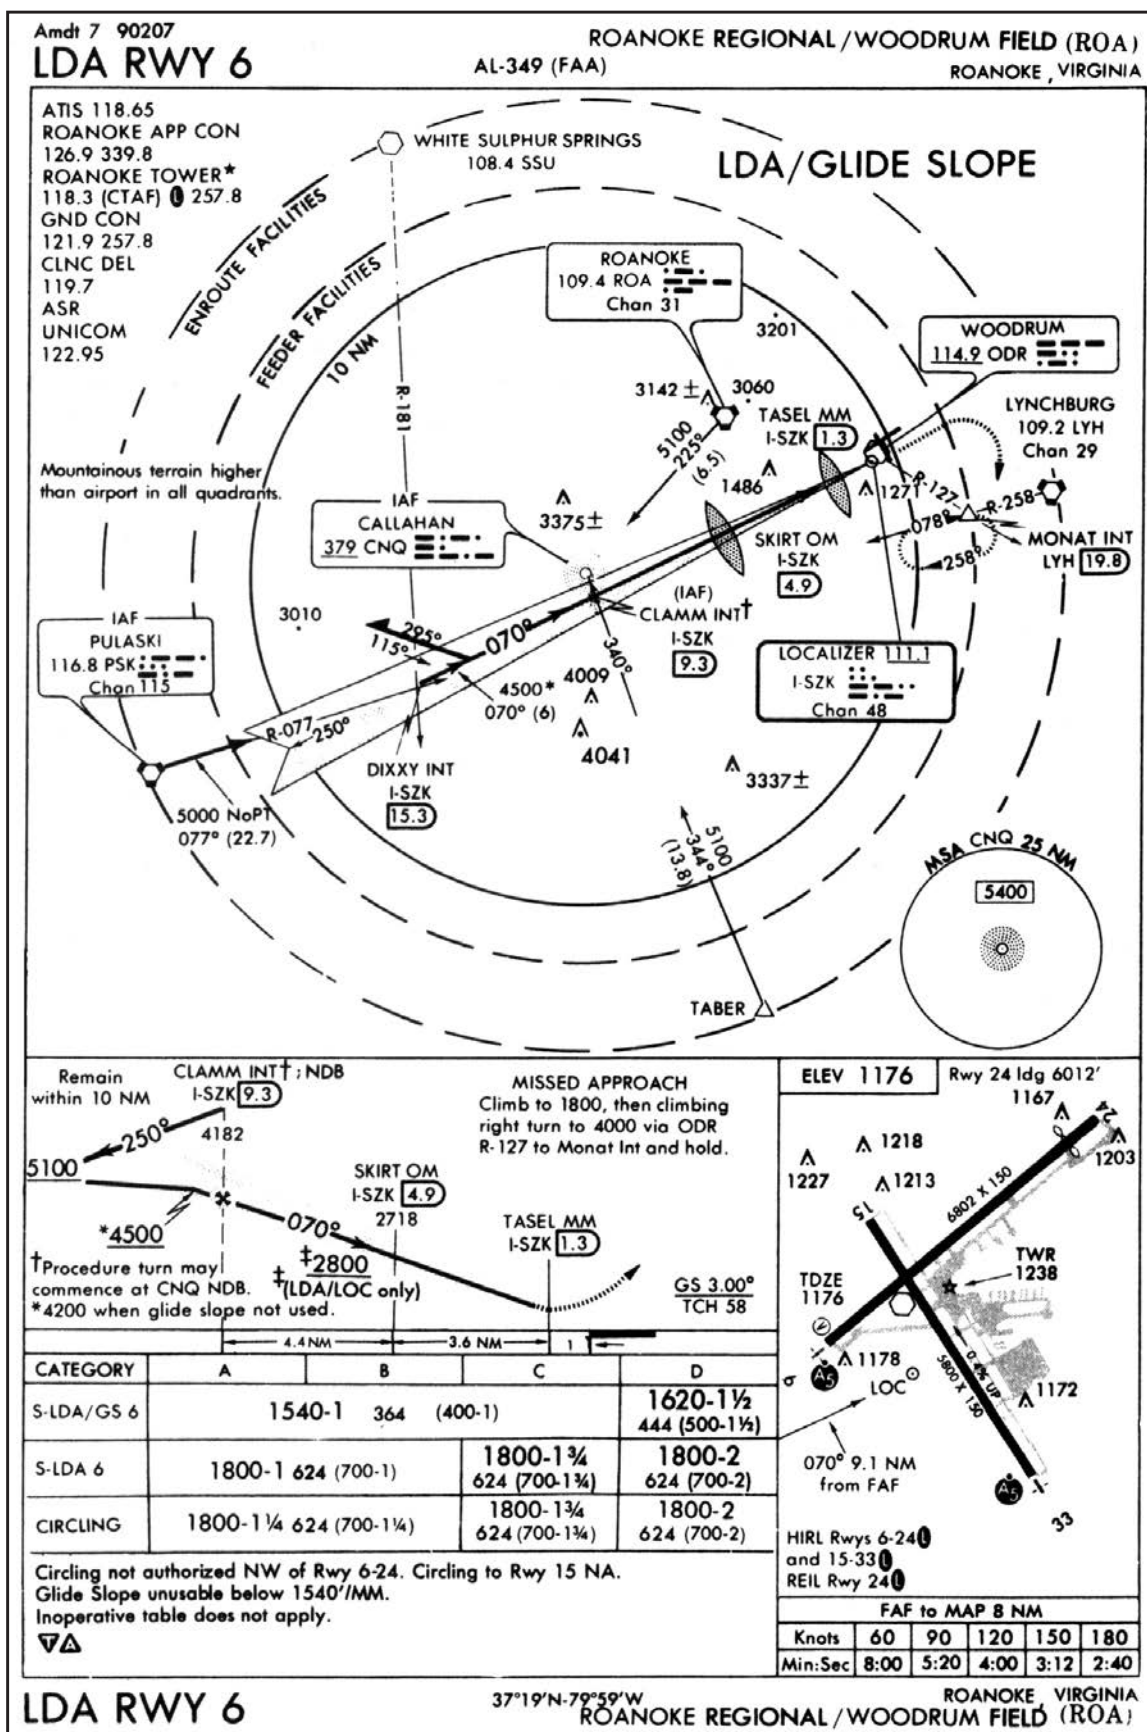 Amdt 7 90207
LDA RWY 6
AL-349 (FAA)
ROANOKE REGIONAL/WOODRUM FIELD (ROA)
ROANOKE, VIRGINIA
ATIS 118.65
ROANOKE APP CON
126.9 339.8
ROANOKE TOWER*
118.3 (CTAF) L 257.8
GND CON
121.9 257.8
CLNC DEL
119.7
ASR
UNICOM
122.95
LDA/GLIDE SLOPE
WHITE SULPHUR SPRINGS
108.4 SSU
ENROUTE FACILITIES
FEEDER FACILITIES
10 NM
R-181
ROANOKE
109.4 ROA
Chan 31
3201
WOODRUM
114.9 ODR
3142 ±
3060
TASEL MM
I-SZK 1.3
LYNCHBURG
109.2 LYH
Chan 29
5100
225°
(6.5)
Mountainous terrain higher
than airport in all quadrants.
1486
1271
R-127
R-258
078°
258°
MONAT INT
LYH 19.8
IAF
CALLAHAN
379 CNQ
3375±
SKIRT OM
I-SZK
4.9
(IAF)
CLAMM INT†
I-SZK
9.3
3010
295°
115°
070°
340°
IAF
PULASKI
116.8 PSK
Chan 115
LOCALIZER 111.1
I-SZK
Chan 48
4500*
070° (6)
4009
4041
R-077
250°
DIXXY INT
I-SZK
15.3
3337±
5000 NoPT
077° (22.7)
5100
344°
(13.8)
MSA CNQ 25 NM
5400
TABER
Remain
within 10 NM
CLAMM INT†; NDB
I-SZK 9.3
MISSED APPROACH
Climb to 1800, then climbing
right turn to 4000 via ODR
R-127 to Monat Int and hold.
250°
4182
5100
SKIRT OM
I-SZK 4.9
2718
*4500
070°
TASEL MM
I-SZK 1.3
†Procedure turn may
commence at CNQ NDB.
*4200 when glide slope not used.
‡2800
‡(LDA/LOC only)
GS 3.00°
TCH 58
4.4 NM
3.6 NM
1
CATEGORY A B C D
S-LDA/GS 6 1540-1 364 (400-1) 1620-1½
444 (500-1½)
S-LDA 6 1800-1 624 (700-1) 1800-1¾ 1800-2
624 (700-1¾) 624 (700-2)
CIRCLING 1800-1¼ 624 (700-1¼) 1800-1¾ 1800-2
624 (700-1¾) 624 (700-2)
Circling not authorized NW of Rwy 6-24. Circling to Rwy 15 NA.
Glide Slope unusable below 1540'/MM.
Inoperative table does not apply.
T A
ELEV 1176
Rwy 24 ldg 6012'
1167
24
1218
1203
1227
1213
15
6802 X 150
TWR
1238
TDZE
1176
1178
6
A5
LOC
0.4% UP
5800 X 150
1172
070° 9.1 NM
from FAF
A5
33
HIRL Rwys 6-24 L
and 15-33 L
REIL Rwy 24 L
FAF to MAP 8 NM
Knots 60 90 120 150 180
Min:Sec 8:00 5:20 4:00 3:12 2:40
LDA RWY 6
37°19'N-79°59'W
ROANOKE, VIRGINIA
ROANOKE REGIONAL/WOODRUM FIELD (ROA)